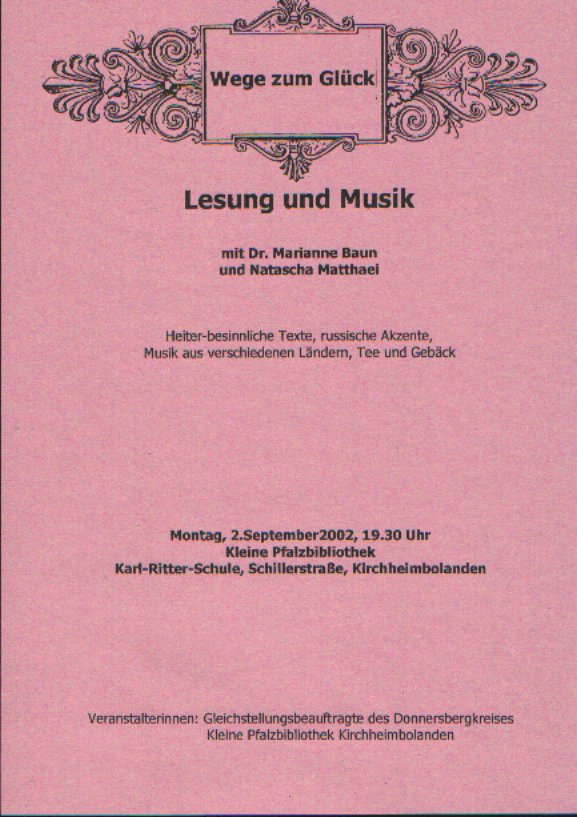 Wege zum Glück
Lesung und Musik
mit Dr. Marianne Baun
und Natascha Matthaei
Heiter-besinnliche Texte, russische Akzente,
Musik aus verschiedenen Ländern, Tee und Gebäck
Montag, 2.September2002, 19.30 Uhr
Kleine Pfalzbibliothek
Karl-Ritter-Schule, Schillerstraße, Kirchheimbolanden
Veranstalterinnen: Gleichstellungsbeauftragte des Donnersbergkreises
Kleine Pfalzbibliothek Kirchheimbolanden